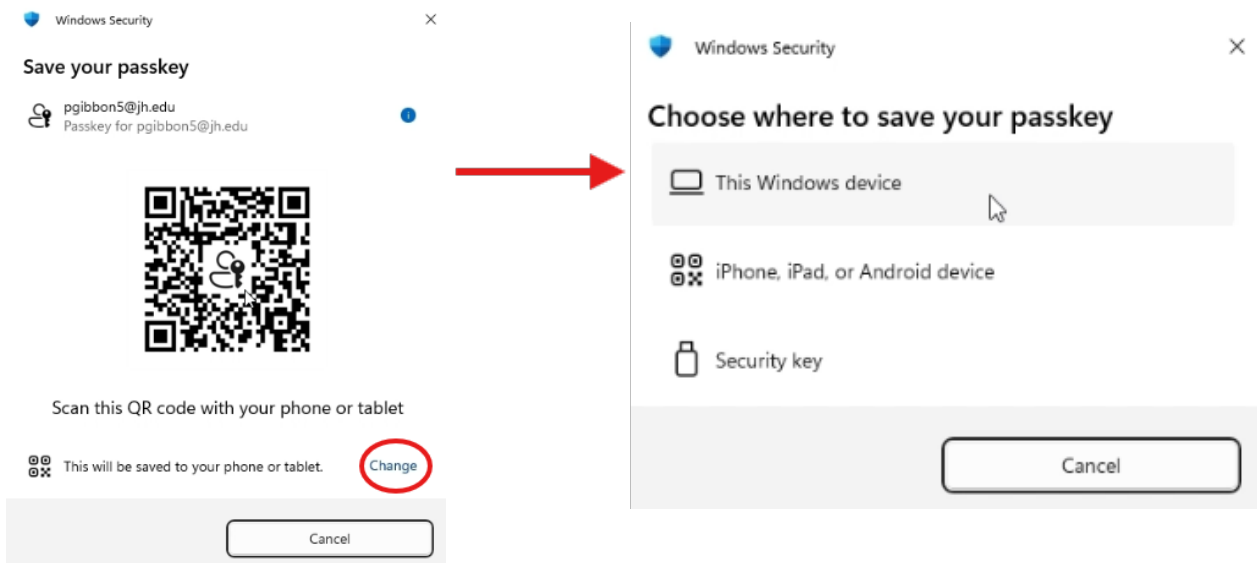 Windows Security
Save your passkey
pgibbon5@jh.edu
Passkey for pgibbon5@jh.edu
Scan this QR code with your phone or tablet
This will be saved to your phone or tablet. Change
Cancel
Windows Security
Choose where to save your passkey
This Windows device
iPhone, iPad, or Android device
Security key
Cancel